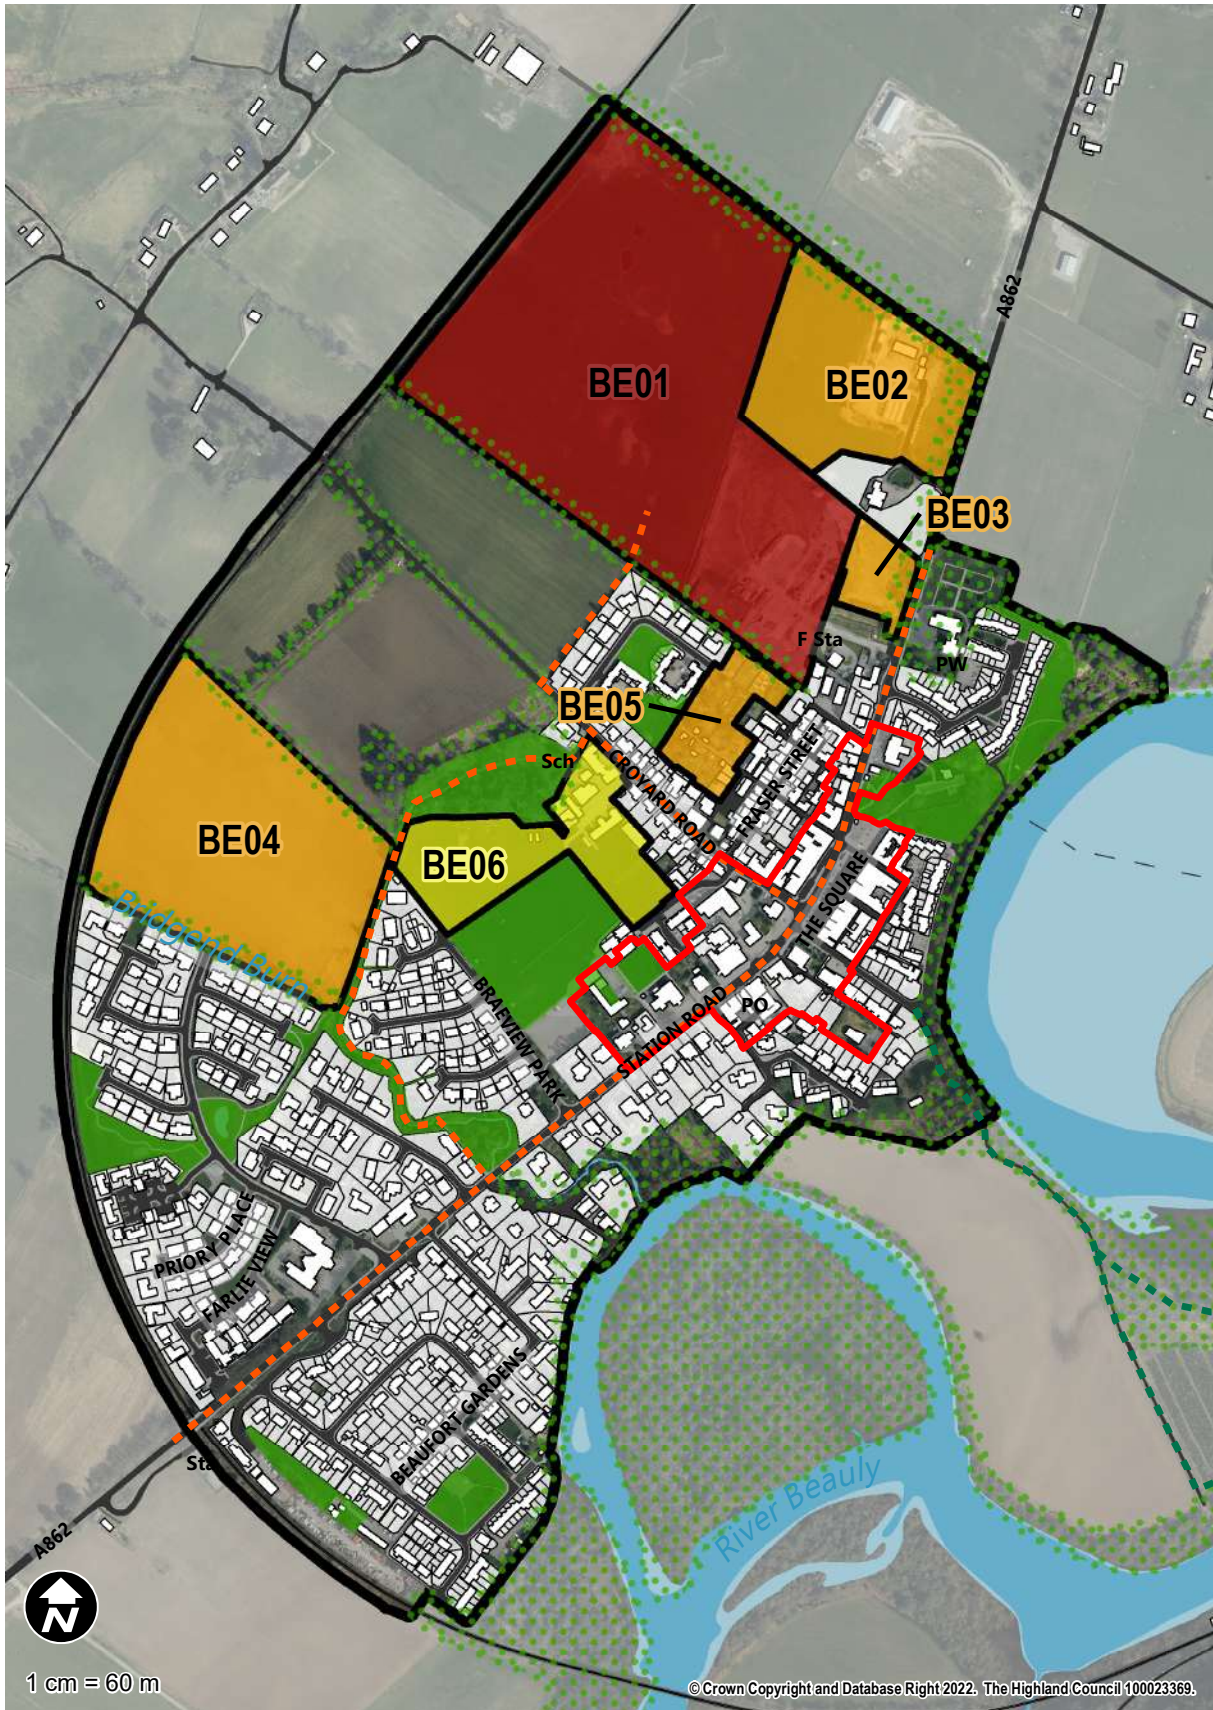 A862
BE01
BE02
BE03
F Sta
PW
BE05
Sch
CROYARD ROAD
FRASER STREET
BE04
BE06
THE SQUARE
Bridgend Burn
BRAEVIEW PARK
STATION ROAD
PO
PRIORY PLACE
FARLIE VIEW
BEAUFORT GARDENS
Sta
River Beauly
A862
N
1 cm = 60 m
© Crown Copyright and Database Right 2022. The Highland Council 100023369.